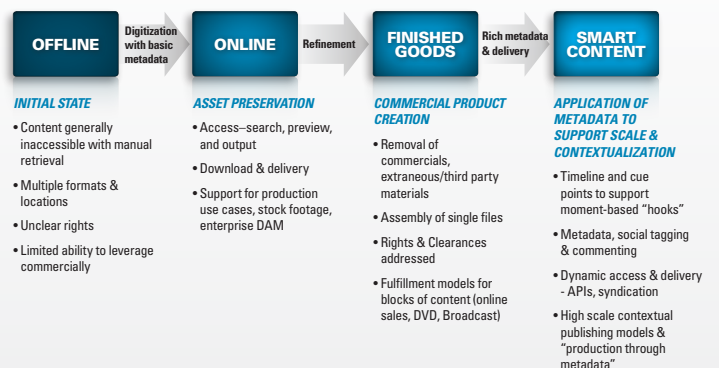 OFFLINE
Digitization
with basic
metadata
ONLINE
Refinement
FINISHED
GOODS
Rich metadata
& delivery
SMART
CONTENT
INITIAL STATE
• Content generally
inaccessible with manual
retrieval
• Multiple formats &
locations
• Unclear rights
• Limited ability to leverage
commercially
ASSET PRESERVATION
• Access–search, preview,
and output
• Download & delivery
• Support for production
use cases, stock footage,
enterprise DAM
COMMERCIAL PRODUCT
CREATION
• Removal of
commercials,
extraneous/third party
materials
• Assembly of single files
• Rights & Clearances
addressed
• Fulfillment models for
blocks of content (online
sales, DVD, Broadcast)
APPLICATION OF
METADATA TO
SUPPORT SCALE &
CONTEXTUALIZATION
• Timeline and cue
points to support
moment-based “hooks”
• Metadata, social tagging
& commenting
• Dynamic access & delivery
- APIs, syndication
• High scale contextual
publishing models &
“production through
metadata”